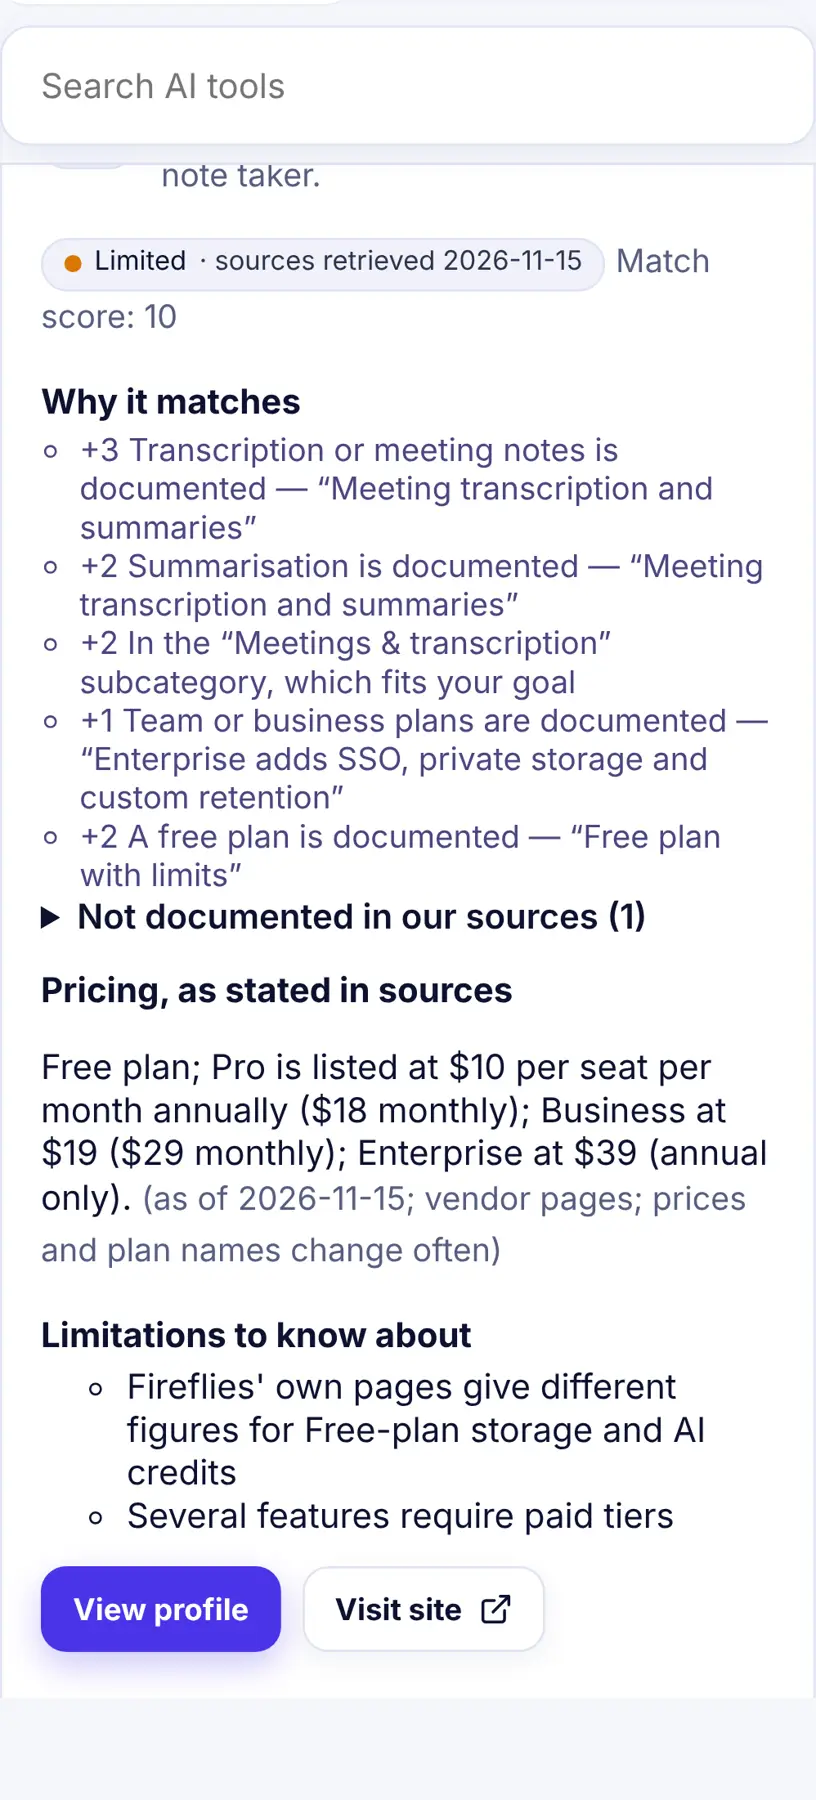 Search AI tools
note taker.
Limited · sources retrieved 2026-11-15 Match
score: 10
Why it matches
+3 Transcription or meeting notes is
documented — “Meeting transcription and
summaries”
+2 Summarisation is documented — “Meeting
transcription and summaries”
+2 In the “Meetings & transcription”
subcategory, which fits your goal
+1 Team or business plans are documented —
“Enterprise adds SSO, private storage and
custom retention”
+2 A free plan is documented — “Free plan
with limits”
Not documented in our sources (1)
Pricing, as stated in sources
Free plan; Pro is listed at $10 per seat per
month annually ($18 monthly); Business at
$19 ($29 monthly); Enterprise at $39 (annual
only). (as of 2026-11-15; vendor pages; prices
and plan names change often)
Limitations to know about
Fireflies' own pages give different
figures for Free-plan storage and AI
credits
Several features require paid tiers
View profile
Visit site